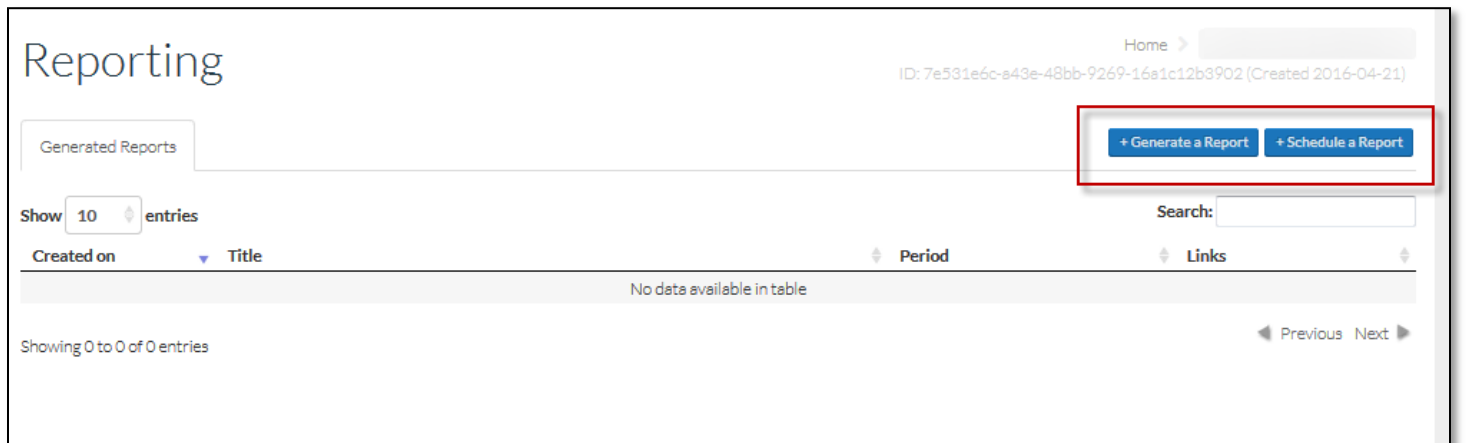 Reporting
Home
ID: 7e531e6c-a43e-48bb-9269-16a1c12b3902 (Created 2016-04-21)
Generated Reports
+ Generate a Report
+ Schedule a Report
Show 10 entries
Search:
Created on Title Period Links
No data available in table
Showing 0 to 0 of 0 entries
Previous Next